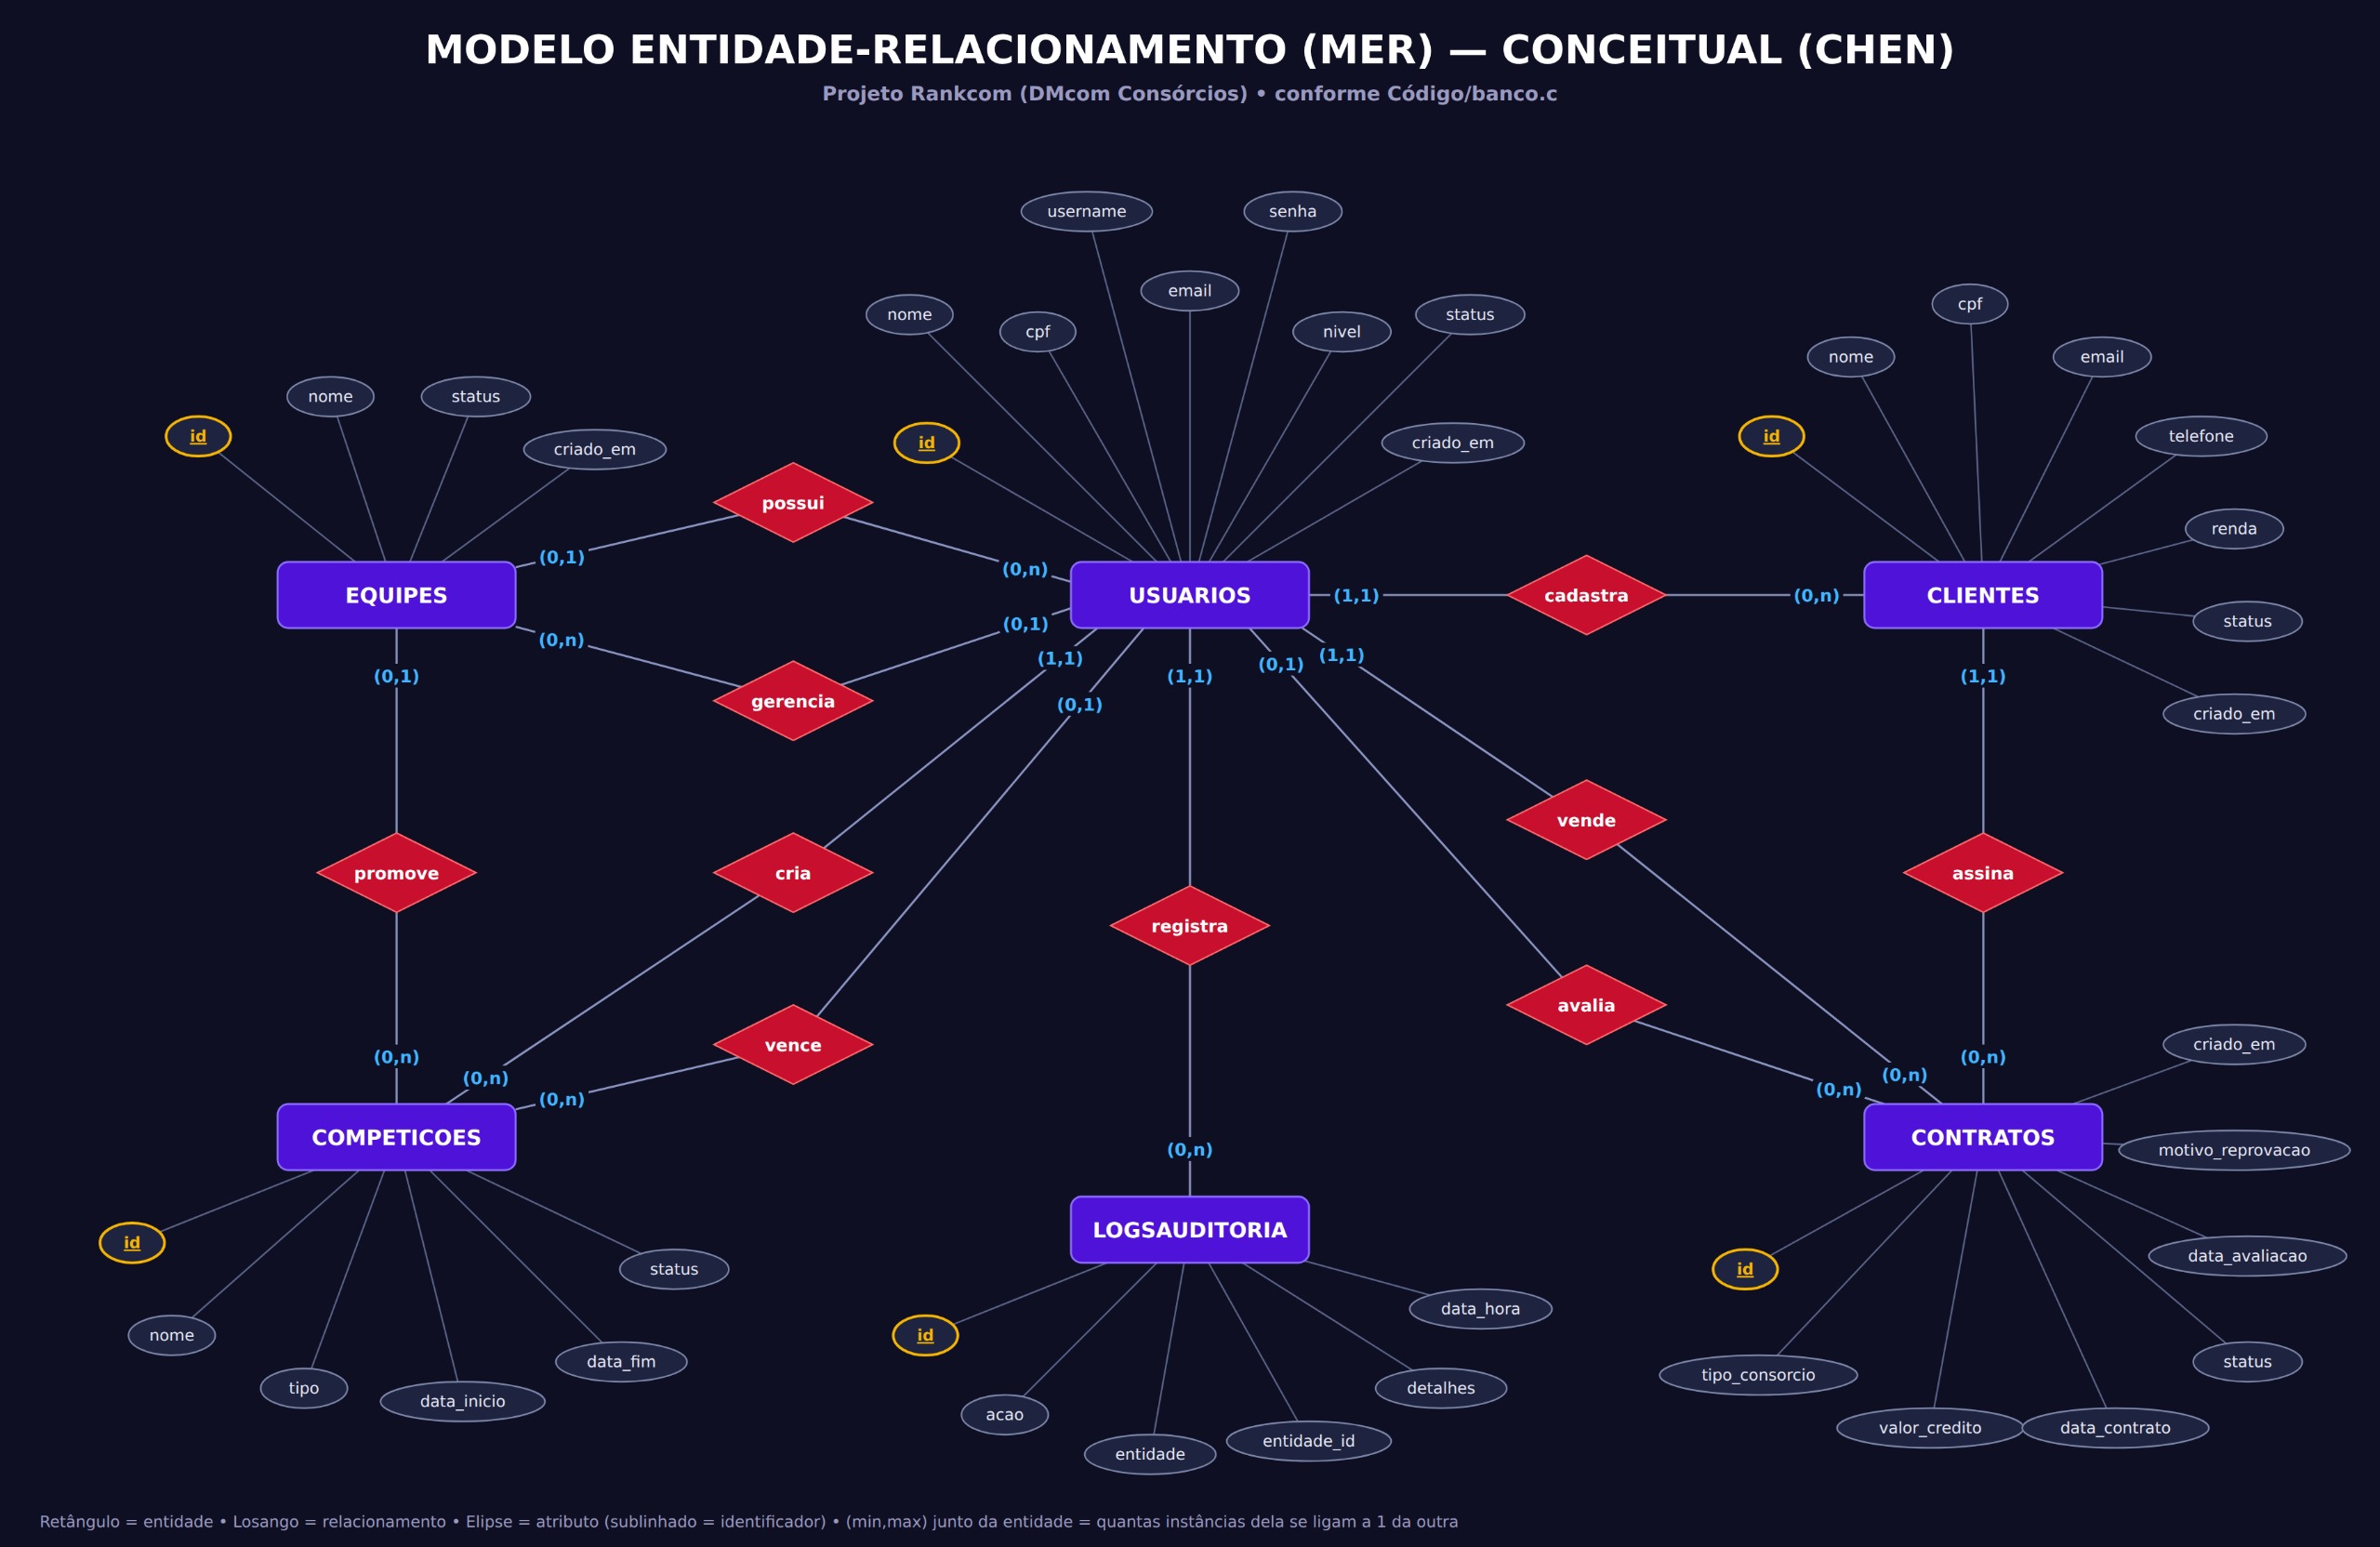 MODELO ENTIDADE-RELACIONAMENTO (MER) — CONCEITUAL (CHEN)
Projeto Rankcom (DMcom Consórcios) • conforme Código/banco.c
username
senha
email
nome
cpf
nivel
status
id
criado_em
nome
status
id
criado_em
cpf
nome
email
id
telefone
renda
status
criado_em
possui
(0,1)
(0,n)
EQUIPES
USUARIOS
(1,1)
cadastra
(0,n)
CLIENTES
(0,n)
(0,1)
gerencia
(0,1)
(1,1)
(0,1)
(1,1)
(0,1)
(1,1)
(1,1)
vende
promove
cria
assina
registra
avalia
vence
(0,n)
(0,n)
(0,n)
(0,n)
(0,n)
(0,n)
(0,n)
criado_em
COMPETICOES
CONTRATOS
motivo_reprovacao
LOGSAUDITORIA
id
status
nome
data_fim
tipo
data_inicio
id
data_hora
detalhes
acao
entidade_id
entidade
data_avaliacao
id
status
tipo_consorcio
valor_credito
data_contrato
Retângulo = entidade • Losango = relacionamento • Elipse = atributo (sublinhado = identificador) • (min,max) junto da entidade = quantas instâncias dela se ligam a 1 da outra